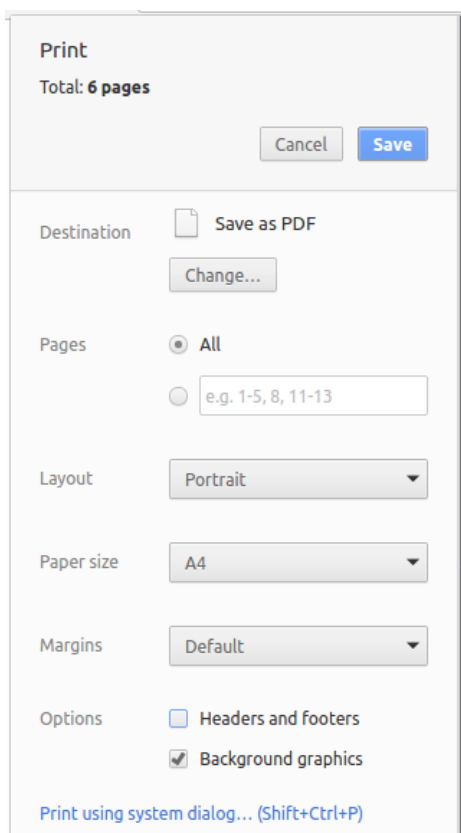 Print
Total: 6 pages
Cancel Save
Destination Save as PDF
Change...
Pages All
e.g. 1-5, 8, 11-13
Layout Portrait
Paper size A4
Margins Default
Options Headers and footers
Background graphics
Print using system dialog... (Shift+Ctrl+P)